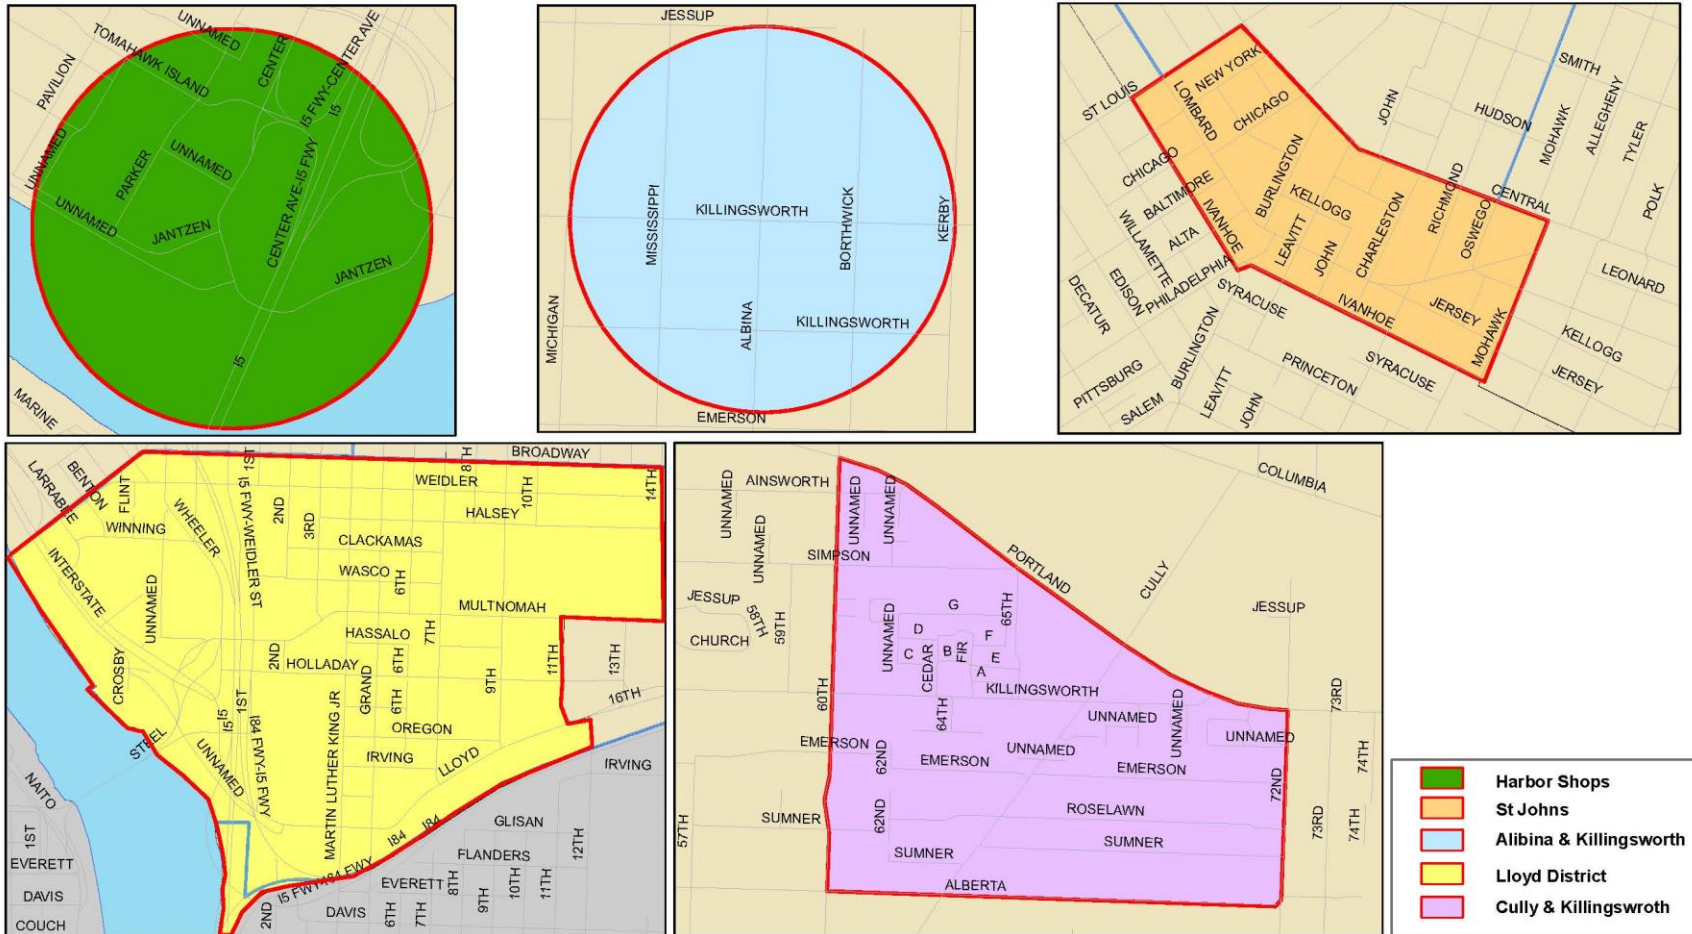 UNNAMED
TOMAHAWK ISLAND
CENTER
I5 FWY-CENTER AVE
I5
PAVILION
UNNAMED
PARKER
UNNAMED
CENTER AVE-I5 FWY
UNNAMED
JANTZEN
JANTZEN
I5
MARINE
JESSUP
MISSISSIPPI
KILLINGSWORTH
BORTHWICK
KERBY
MICHIGAN
ALBINA
KILLINGSWORTH
EMERSON
NEW YORK
SMITH
ST LOUIS
LOMBARD
CHICAGO
JOHN
HUDSON
MOHAWK
ALLEGHENY
TYLER
CHICAGO
BALTIMORE
BURLINGTON
KELLOGG
RICHMOND
CENTRAL
POLK
WILLAMETTE
ALTA
IVANHOE
LEAVITT
JOHN
CHARLESTON
OSWEGO
DECATUR
EDISON
PHILADELPHIA
SYRACUSE
IVANHOE
JERSEY
MOHAWK
LEONARD
KELLOGG
JERSEY
PITTSBURG
SALEM
BURLINGTON
LEAVITT
JOHN
PRINCETON
SYRACUSE
LARRABEE
BENTON
FLINT
1ST
8TH
BROADWAY
WEIDLER
10TH
14TH
WINNING
WHEELER
I5 FWY-WEIDLER ST
2ND
3RD
HALSEY
CLACKAMAS
INTERSTATE
WASCO
6TH
UNNAMED
MULTNOMAH
HASSALO
7TH
CROSBY
2ND
HOLLADAY
6TH
9TH
11TH
13TH
16TH
1ST
GRAND
6TH
I5
I5
I84 FWY-I5 FWY
MARTIN LUTHER KING JR
OREGON
STEEL
UNNAMED
IRVING
LLOYD
IRVING
NAITO
I84
I84
GLISAN
12TH
1ST
FLANDERS
EVERETT
I5 FWY-I84 FWY
EVERETT
8TH
9TH
10TH
11TH
DAVIS
2ND
DAVIS
6TH
7TH
COUCH
COLUMBIA
AINSWORTH
UNNAMED
UNNAMED
UNNAMED
UNNAMED
SIMPSON
PORTLAND
CULLY
JESSUP
58TH
59TH
CHURCH
UNNAMED
G
65TH
JESSUP
D
F
C
CEDAR
B
FIR
E
A
60TH
KILLINGSWORTH
64TH
UNNAMED
UNNAMED
73RD
EMERSON
62ND
EMERSON
UNNAMED
EMERSON
UNNAMED
72ND
74TH
57TH
SUMNER
62ND
ROSELAWN
73RD
74TH
SUMNER
SUMNER
ALBERTA
Harbor Shops
St Johns
Alibina & Killingsworth
Lloyd District
Cully & Killingswroth